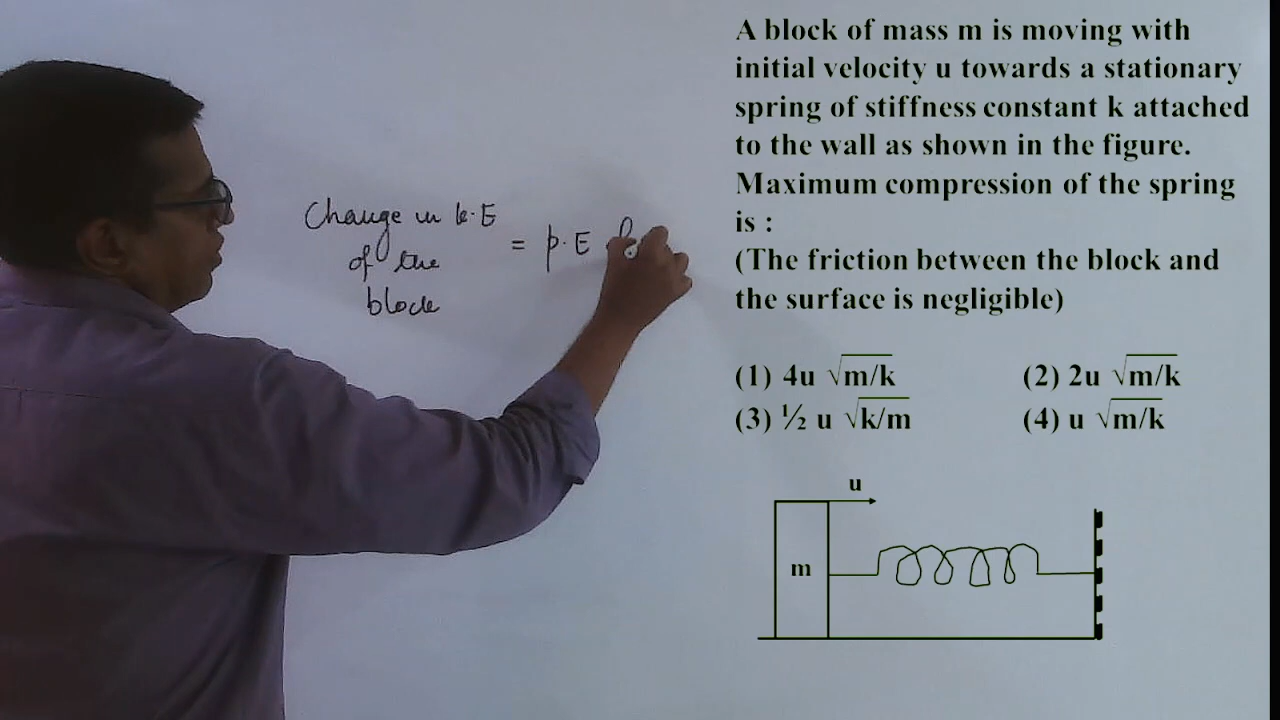 Change in k.E
of the
block
= p.E
A block of mass m is moving with
initial velocity u towards a stationary
spring of stiffness constant k attached
to the wall as shown in the figure.
Maximum compression of the spring
is :
(The friction between the block and
the surface is negligible)
(1) 4u √m/k
(2) 2u √m/k
(3) ½ u √k/m
(4) u √m/k
u
m